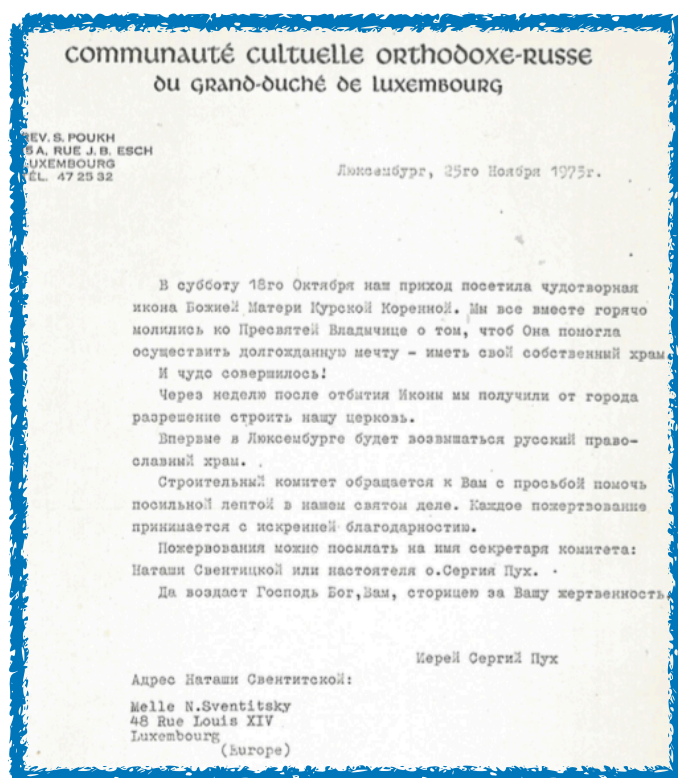 communauté cultuelle orthodoxe-russe
du grand-duché de luxembourg
REV. S. POUKH
5 A, RUE J. B. ESCH
LUXEMBOURG
TÉL. 47 25 32
Люксембург, 25го Ноября 1975г.
В субботу 18го Октября наш приход посетила чудотворная
икона Божией Матери Курской Коренной. Мы все вместе горячо
молились ко Пресвятей Владычице о том, чтоб Она помогла
осуществить долгожданную мечту - иметь свой собственный храм.
И чудо совершилось!
Через неделю после отбытия Иконы мы получили от города
разрешение строить нашу церковь.
Впервые в Люксембурге будет возвышаться русский право-
славный храм.
Строительный комитет обращается к Вам с просьбой помочь
посильной лептой в нашем святом деле. Каждое пожертвование
принимается с искренней благодарностию.
Пожервования можно посылать на имя секретаря комитета:
Наташи Свентицкой или настоятеля о.Сергия Пух.
Да воздаст Господь Бог,Вам, сторицею за Вашу жертвенность.
Иерей Сергий Пух
Адрес Наташи Свентитской:
Melle N.Sventitsky
48 Rue Louis XIV
Luxembourg
(Europe)